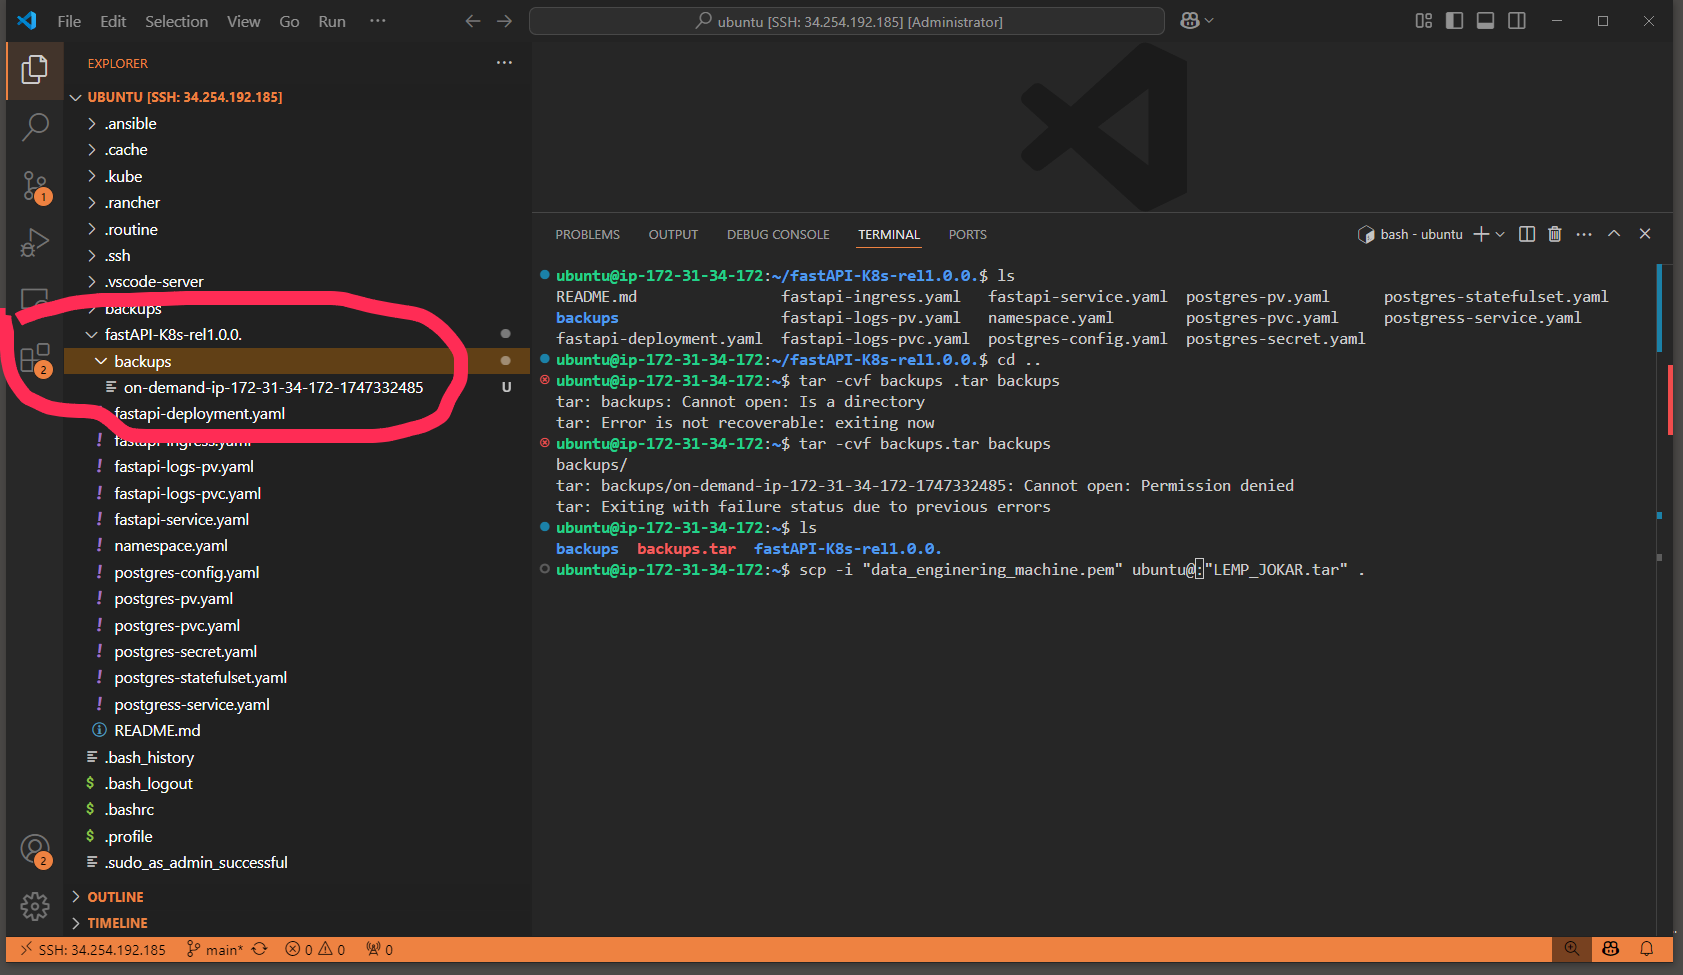 File Edit Selection View Go Run ···
ubuntu [SSH: 34.254.192.185] [Administrator]
EXPLORER
UBUNTU [SSH: 34.254.192.185]
.ansible
.cache
.kube
.rancher
.routine
.ssh
.vscode-server
backups
fastAPI-K8s-rel1.0.0.
backups
on-demand-ip-172-31-34-172-1747332485 U
fastapi-deployment.yaml
! fastapi-ingress.yaml
! fastapi-logs-pv.yaml
! fastapi-logs-pvc.yaml
! fastapi-service.yaml
! namespace.yaml
! postgres-config.yaml
! postgres-pv.yaml
! postgres-pvc.yaml
! postgres-secret.yaml
! postgres-statefulset.yaml
! postgress-service.yaml
README.md
.bash_history
$ .bash_logout
$ .bashrc
$ .profile
.sudo_as_admin_successful
OUTLINE
TIMELINE
1
2
2
PROBLEMS OUTPUT DEBUG CONSOLE TERMINAL PORTS
bash - ubuntu
ubuntu@ip-172-31-34-172:~/fastAPI-K8s-rel1.0.0.$ ls
README.md fastapi-ingress.yaml fastapi-service.yaml postgres-pv.yaml postgres-statefulset.yaml
backups fastapi-logs-pv.yaml namespace.yaml postgres-pvc.yaml postgress-service.yaml
fastapi-deployment.yaml fastapi-logs-pvc.yaml postgres-config.yaml postgres-secret.yaml
ubuntu@ip-172-31-34-172:~/fastAPI-K8s-rel1.0.0.$ cd ..
ubuntu@ip-172-31-34-172:~$ tar -cvf backups .tar backups
tar: backups: Cannot open: Is a directory
tar: Error is not recoverable: exiting now
ubuntu@ip-172-31-34-172:~$ tar -cvf backups.tar backups
backups/
tar: backups/on-demand-ip-172-31-34-172-1747332485: Cannot open: Permission denied
tar: Exiting with failure status due to previous errors
ubuntu@ip-172-31-34-172:~$ ls
backups backups.tar fastAPI-K8s-rel1.0.0.
ubuntu@ip-172-31-34-172:~$ scp -i "data_enginering_machine.pem" ubuntu@:"LEMP_JOKAR.tar" .
SSH: 34.254.192.185 main* 0 0 0